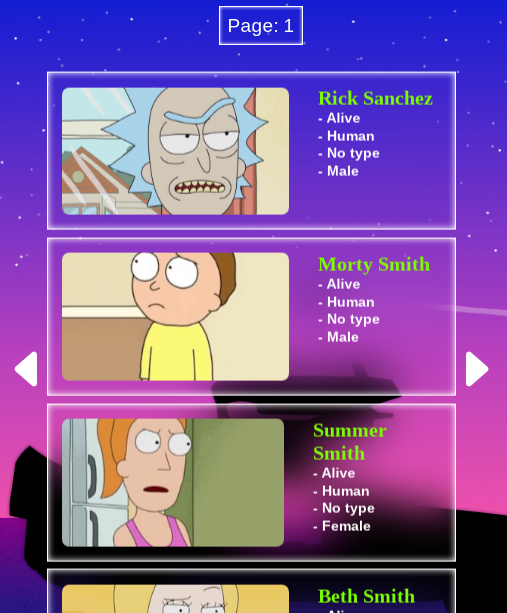 Page: 1
Rick Sanchez
- Alive
- Human
- No type
- Male
Morty Smith
- Alive
- Human
- No type
- Male
Summer
Smith
- Alive
- Human
- No type
- Female
Beth Smith